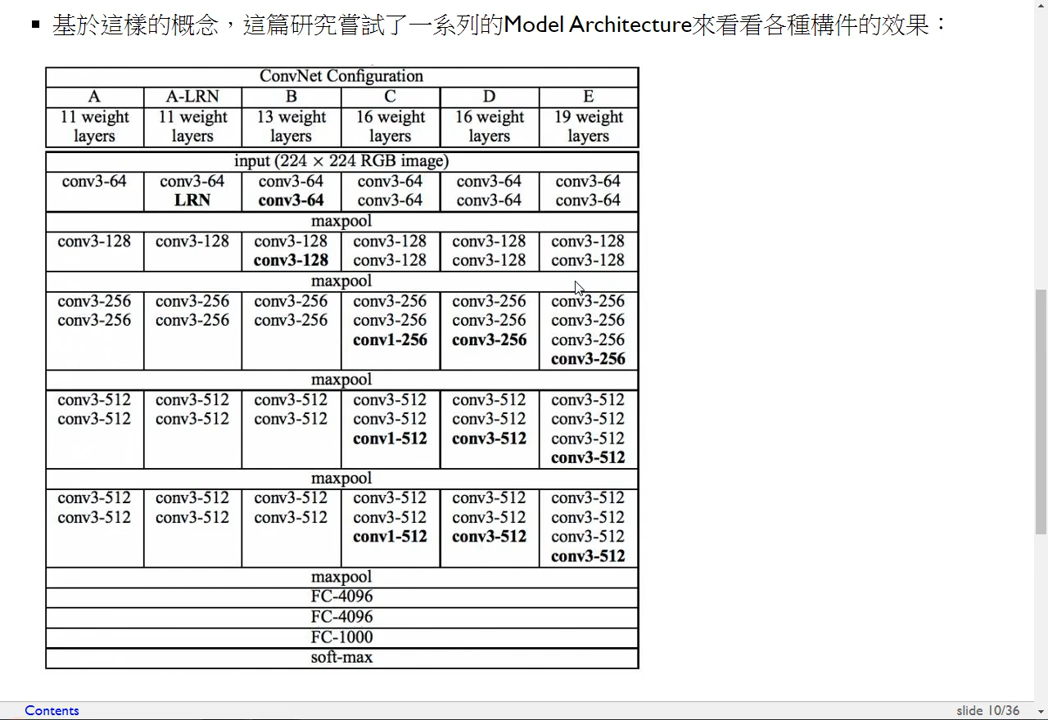 ▪ 基於這樣的概念，這篇研究嘗試了一系列的Model Architecture來看看各種構件的效果：
ConvNet Configuration
A A-LRN B C D E
11 weight 11 weight 13 weight 16 weight 16 weight 19 weight
layers layers layers layers layers layers
input (224 × 224 RGB image)
conv3-64 conv3-64 conv3-64 conv3-64 conv3-64 conv3-64
LRN conv3-64 conv3-64 conv3-64 conv3-64
maxpool
conv3-128 conv3-128 conv3-128 conv3-128 conv3-128 conv3-128
conv3-128 conv3-128 conv3-128 conv3-128
maxpool
conv3-256 conv3-256 conv3-256 conv3-256 conv3-256 conv3-256
conv3-256 conv3-256 conv3-256 conv3-256 conv3-256 conv3-256
conv1-256 conv3-256 conv3-256
conv3-256
maxpool
conv3-512 conv3-512 conv3-512 conv3-512 conv3-512 conv3-512
conv3-512 conv3-512 conv3-512 conv3-512 conv3-512 conv3-512
conv1-512 conv3-512 conv3-512
conv3-512
maxpool
conv3-512 conv3-512 conv3-512 conv3-512 conv3-512 conv3-512
conv3-512 conv3-512 conv3-512 conv3-512 conv3-512 conv3-512
conv1-512 conv3-512 conv3-512
conv3-512
maxpool
FC-4096
FC-4096
FC-1000
soft-max
Contents slide 10/36